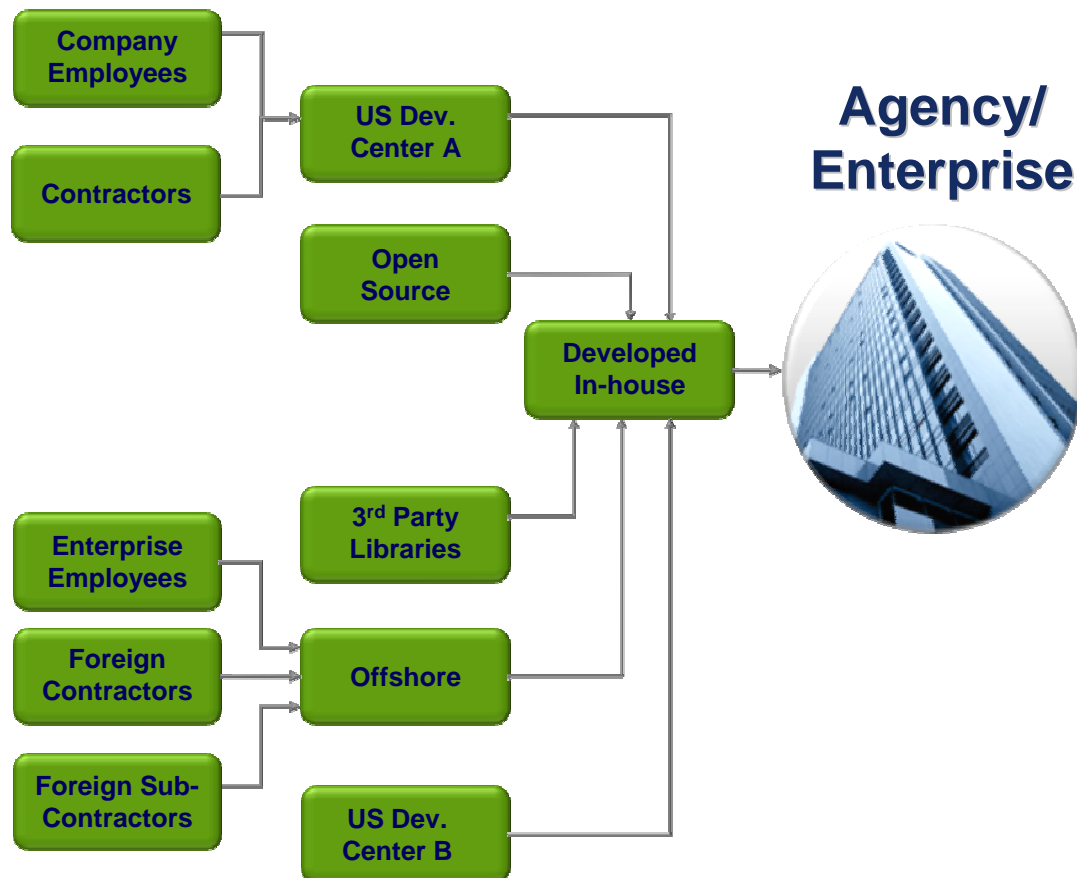 Company
Employees
Contractors
US Dev.
Center A
Open
Source
Agency/
Enterprise
Developed
In-house
3rd Party
Libraries
Enterprise
Employees
Foreign
Contractors
Offshore
Foreign Sub-
Contractors
US Dev.
Center B